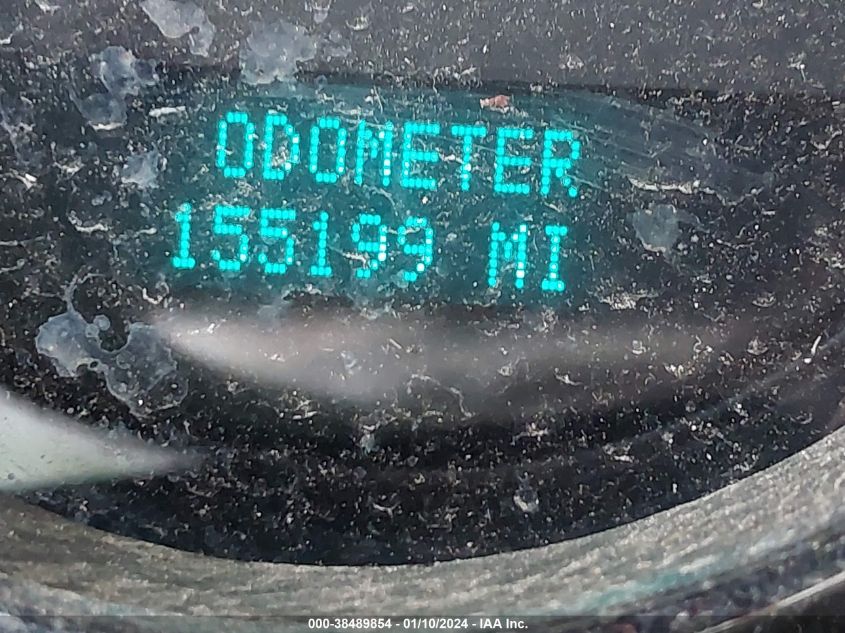 ODOMETER
155199 MI
000-38489854 - 01/10/2024 - IAA Inc.